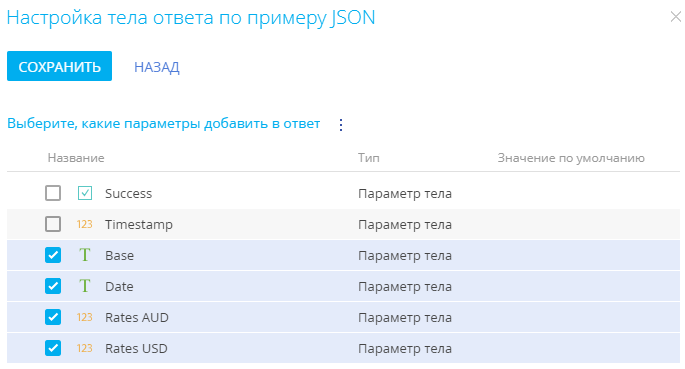 Настройка тела ответа по примеру JSON
СОХРАНИТЬ НАЗАД
Выберите, какие параметры добавить в ответ
Название Тип Значение по умолчанию
Success Параметр тела
123 Timestamp Параметр тела
T Base Параметр тела
T Date Параметр тела
123 Rates AUD Параметр тела
123 Rates USD Параметр тела